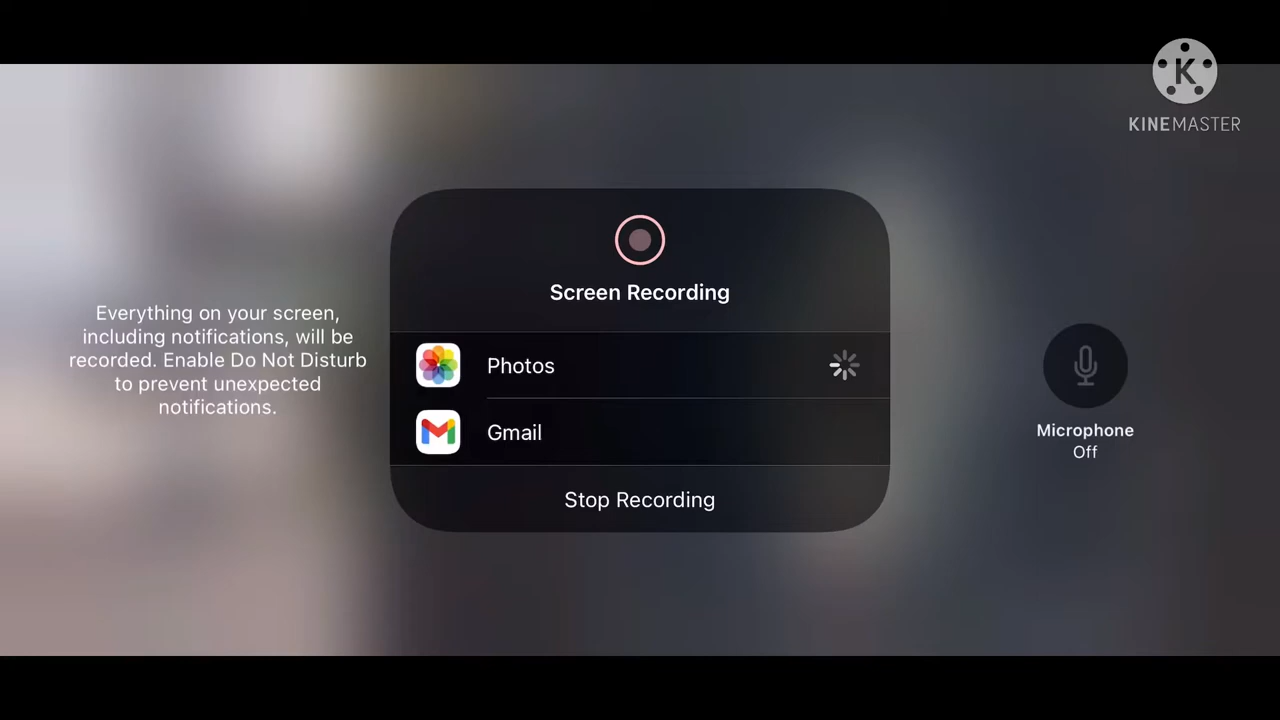 K
KINEMASTER
Screen Recording
Everything on your screen,
including notifications, will be
recorded. Enable Do Not Disturb
to prevent unexpected
notifications.
Photos
Gmail
Stop Recording
Microphone
Off